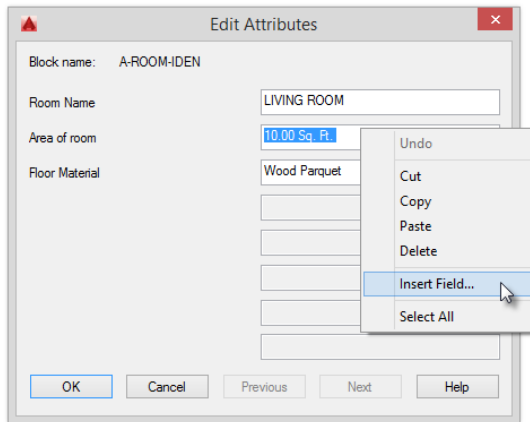 Edit Attributes
Block name: A-ROOM-IDEN
Room Name LIVING ROOM
Area of room 10.00 Sq. Ft.
Floor Material Wood Parquet
Undo
Cut
Copy
Paste
Delete
Insert Field...
Select All
OK Cancel Previous Next Help